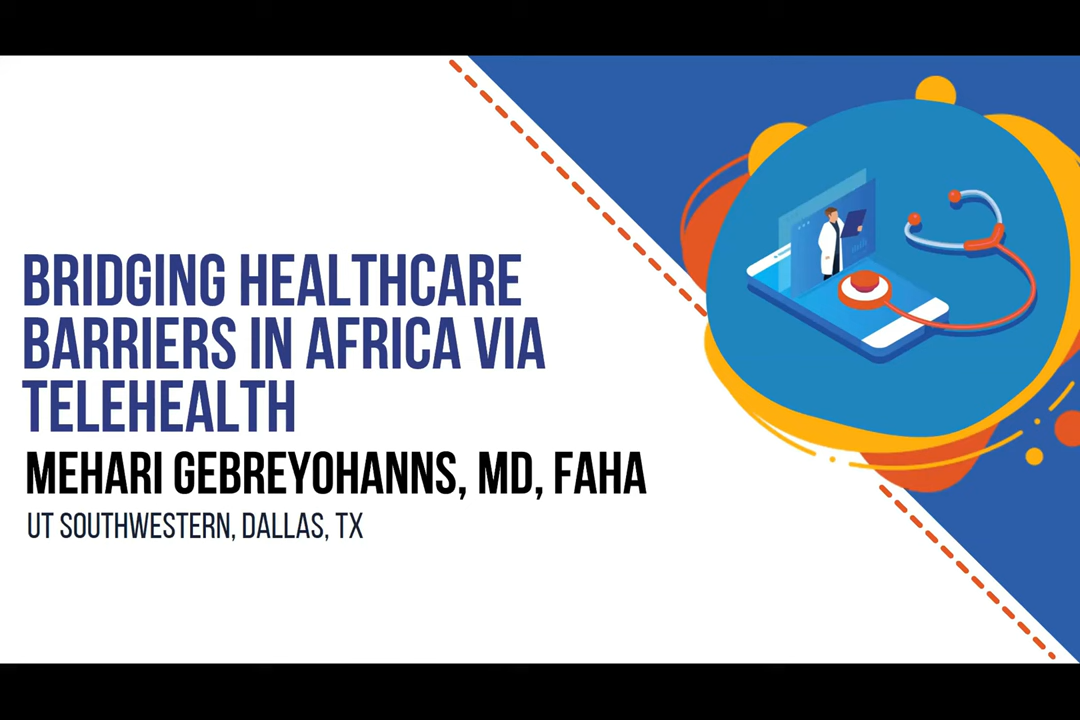 BRIDGING HEALTHCARE
BARRIERS IN AFRICA VIA
TELEHEALTH
MEHARI GEBREYOHANNS, MD, FAHA
UT SOUTHWESTERN, DALLAS, TX